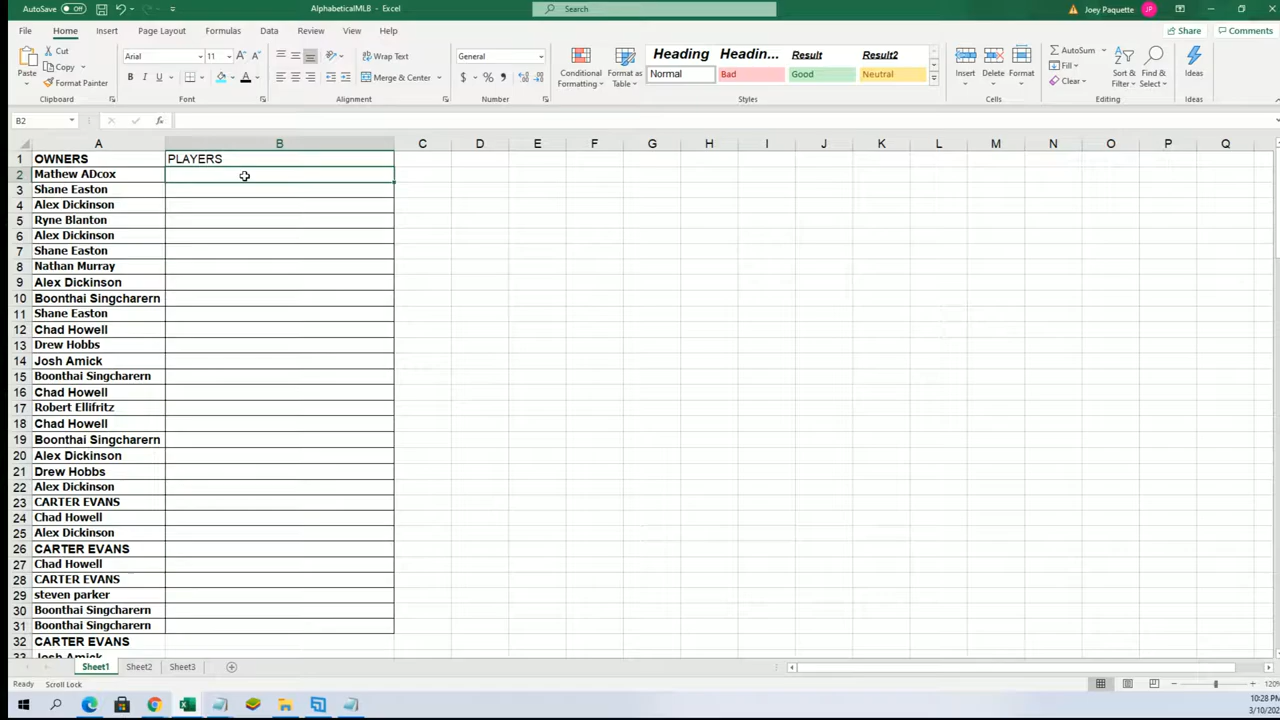 AutoSave Off AlphabeticalMLB - Excel Search Joey Paquette JP
File Home Insert Page Layout Formulas Data Review View Help Share Comments
Paste Cut Copy Format Painter Clipboard
Arial 11 Font
Wrap Text Merge & Center Alignment
General Number
Conditional Formatting Format as Table
Heading Headin... Result Result2
Normal Bad Good Neutral
Styles
Insert Delete Format Cells
AutoSum Fill Clear Sort & Filter Find & Select Editing
Ideas Ideas
B2
A B C D E F G H I J K L M N O P Q
1 OWNERS PLAYERS
2 Mathew ADcox
3 Shane Easton
4 Alex Dickinson
5 Ryne Blanton
6 Alex Dickinson
7 Shane Easton
8 Nathan Murray
9 Alex Dickinson
10 Boonthai Singcharern
11 Shane Easton
12 Chad Howell
13 Drew Hobbs
14 Josh Amick
15 Boonthai Singcharern
16 Chad Howell
17 Robert Ellifritz
18 Chad Howell
19 Boonthai Singcharern
20 Alex Dickinson
21 Drew Hobbs
22 Alex Dickinson
23 CARTER EVANS
24 Chad Howell
25 Alex Dickinson
26 CARTER EVANS
27 Chad Howell
28 CARTER EVANS
29 steven parker
30 Boonthai Singcharern
31 Boonthai Singcharern
32 CARTER EVANS
33 Josh Amick
Sheet1 Sheet2 Sheet3
Ready Scroll Lock 120%
10:28 PM